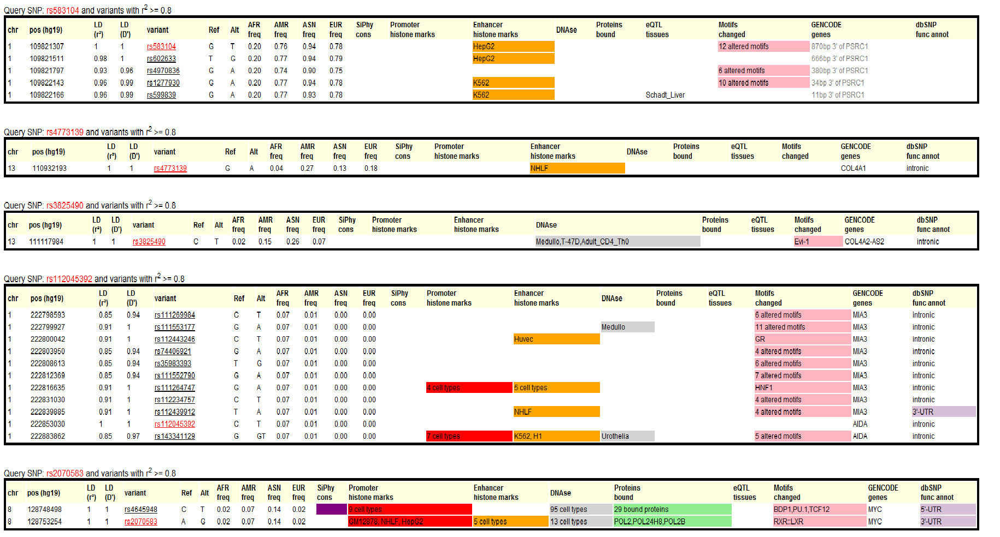 Query SNP: rs583104 and variants with r2 >= 0.8
chr pos (hg19) LD (r²) LD (D') variant Ref Alt AFR freq AMR freq ASN freq EUR freq SiPhy cons Promoter histone marks Enhancer histone marks DNAse Proteins bound eQTL tissues Motifs changed GENCODE genes dbSNP func annot
1 109821307 1 1 rs583104 G T 0.20 0.76 0.94 0.78 HepG2 12 altered motifs 870bp 3' of PSRC1
1 109821511 0.98 1 rs602633 T G 0.20 0.77 0.94 0.79 HepG2 666bp 3' of PSRC1
1 109821797 0.93 0.96 rs4970836 G A 0.20 0.74 0.90 0.75 6 altered motifs 380bp 3' of PSRC1
1 109822143 0.96 0.99 rs1277930 G A 0.20 0.77 0.94 0.78 K562 10 altered motifs 34bp 3' of PSRC1
1 109822166 0.96 0.99 rs599839 G A 0.20 0.77 0.93 0.78 K562 Schadt_Liver 11bp 3' of PSRC1
Query SNP: rs4773139 and variants with r2 >= 0.8
chr pos (hg19) LD (r²) LD (D') variant Ref Alt AFR freq AMR freq ASN freq EUR freq SiPhy cons Promoter histone marks Enhancer histone marks DNAse Proteins bound eQTL tissues Motifs changed GENCODE genes dbSNP func annot
13 110932193 1 1 rs4773139 G A 0.04 0.27 0.13 0.18 NHLF COL4A1 intronic
Query SNP: rs3825490 and variants with r2 >= 0.8
chr pos (hg19) LD (r²) LD (D') variant Ref Alt AFR freq AMR freq ASN freq EUR freq SiPhy cons Promoter histone marks Enhancer histone marks DNAse Proteins bound eQTL tissues Motifs changed GENCODE genes dbSNP func annot
13 111117984 1 1 rs3825490 C T 0.02 0.15 0.26 0.07 Medullo,T-47D,Adult_CD4_Th0 Evi-1 COL4A2-AS2 intronic
Query SNP: rs112045392 and variants with r2 >= 0.8
chr pos (hg19) LD (r²) LD (D') variant Ref Alt AFR freq AMR freq ASN freq EUR freq SiPhy cons Promoter histone marks Enhancer histone marks DNAse Proteins bound eQTL tissues Motifs changed GENCODE genes dbSNP func annot
1 222798593 0.85 0.94 rs111269984 C T 0.07 0.01 0.00 0.00 6 altered motifs MIA3 intronic
1 222799927 0.91 1 rs111553177 G A 0.07 0.01 0.00 0.00 Medullo 11 altered motifs MIA3 intronic
1 222800042 0.91 1 rs112443246 C T 0.07 0.01 0.00 0.00 Huvec GR MIA3 intronic
1 222803950 0.85 0.94 rs74406921 G A 0.07 0.01 0.00 0.00 4 altered motifs MIA3 intronic
1 222808613 0.85 0.94 rs35983393 T G 0.07 0.01 0.00 0.00 6 altered motifs MIA3 intronic
1 222812369 0.85 0.94 rs111552790 G A 0.07 0.01 0.00 0.00 7 altered motifs MIA3 intronic
1 222816635 0.91 1 rs111264747 G A 0.07 0.01 0.00 0.00 4 cell types 5 cell types HNF1 MIA3 intronic
1 222831030 0.91 1 rs112234757 C T 0.07 0.01 0.00 0.00 4 altered motifs MIA3 intronic
1 222839885 0.91 1 rs112439912 T A 0.07 0.01 0.00 0.00 NHLF 4 altered motifs MIA3 3'-UTR
1 222853030 1 1 rs112045392 C T 0.07 0.01 0.00 0.00 AIDA intronic
1 222883862 0.85 0.97 rs143341129 G GT 0.07 0.01 0.00 0.00 7 cell types K562, H1 Urothelia 5 altered motifs AIDA intronic
Query SNP: rs2070583 and variants with r2 >= 0.8
chr pos (hg19) LD (r²) LD (D') variant Ref Alt AFR freq AMR freq ASN freq EUR freq SiPhy cons Promoter histone marks Enhancer histone marks DNAse Proteins bound eQTL tissues Motifs changed GENCODE genes dbSNP func annot
8 128748498 1 1 rs4645948 C T 0.02 0.07 0.14 0.02 9 cell types 95 cell types 29 bound proteins BDP1,PU.1,TCF12 MYC 5'-UTR
8 128753254 1 1 rs2070583 A G 0.02 0.07 0.14 0.02 GM12878, NHLF, HepG2 5 cell types 13 cell types POL2,POL24H8,POL2B RXR::LXR MYC 3'-UTR